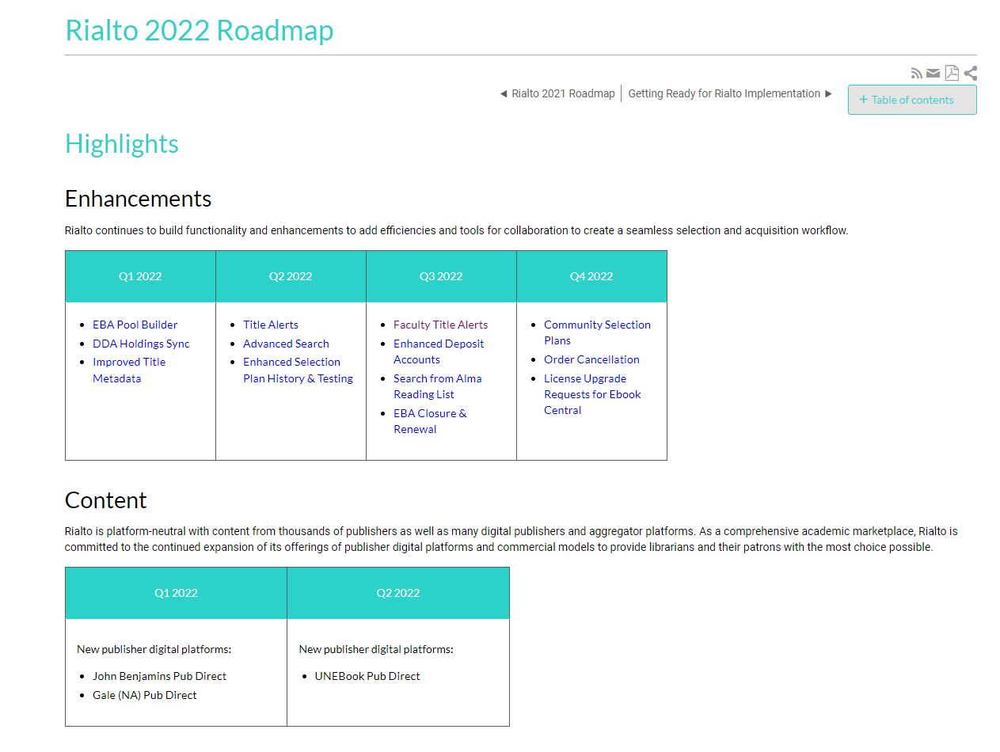 Rialto 2022 Roadmap
◄ Rialto 2021 Roadmap | Getting Ready for Rialto Implementation ►
+ Table of contents
Highlights
Enhancements
Rialto continues to build functionality and enhancements to add efficiencies and tools for collaboration to create a seamless selection and acquisition workflow.
Q1 2022
Q2 2022
Q3 2022
Q4 2022
• EBA Pool Builder
• DDA Holdings Sync
• Improved Title
Metadata
• Title Alerts
• Advanced Search
• Enhanced Selection
Plan History & Testing
• Faculty Title Alerts
• Enhanced Deposit
Accounts
• Search from Alma
Reading List
• EBA Closure &
Renewal
• Community Selection
Plans
• Order Cancellation
• License Upgrade
Requests for Ebook
Central
Content
Rialto is platform-neutral with content from thousands of publishers as well as many digital publishers and aggregator platforms. As a comprehensive academic marketplace, Rialto is
committed to the continued expansion of its offerings of publisher digital platforms and commercial models to provide librarians and their patrons with the most choice possible.
Q1 2022
Q2 2022
New publisher digital platforms:
• John Benjamins Pub Direct
• Gale (NA) Pub Direct
New publisher digital platforms:
• UNEBook Pub Direct